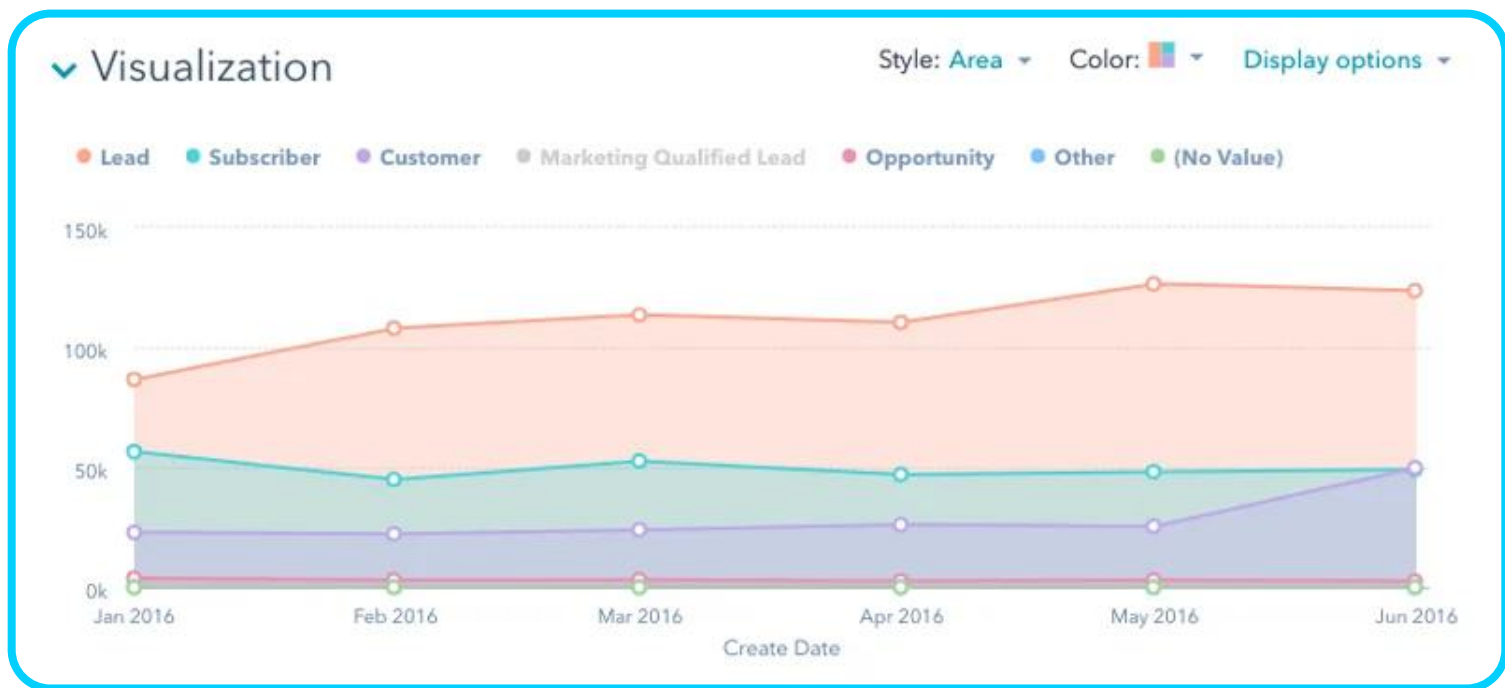 Visualization
Style: Area
Color:
Display options
Lead Subscriber Customer Marketing Qualified Lead Opportunity Other (No Value)
150k
100k
50k
0k
Jan 2016 Feb 2016 Mar 2016 Apr 2016 May 2016 Jun 2016
Create Date